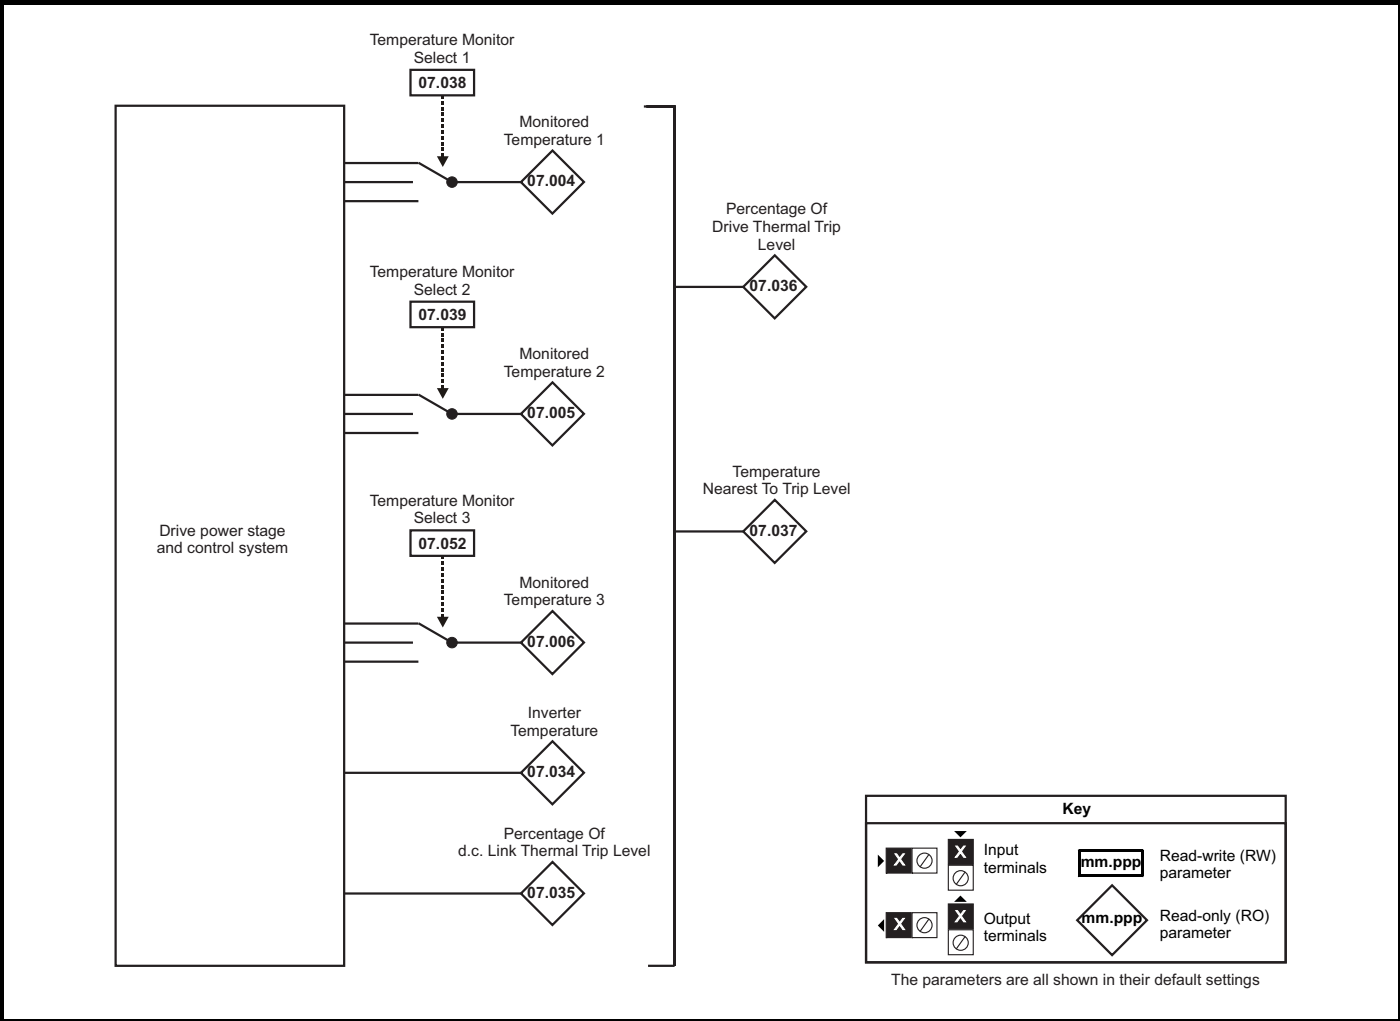 Temperature Monitor
Select 1
07.038
Monitored
Temperature 1
07.004
Percentage Of
Drive Thermal Trip
Level
07.036
Temperature Monitor
Select 2
07.039
Monitored
Temperature 2
07.005
Temperature
Nearest To Trip Level
07.037
Temperature Monitor
Select 3
07.052
Drive power stage
and control system
Monitored
Temperature 3
07.006
Inverter
Temperature
07.034
Percentage Of
d.c. Link Thermal Trip Level
07.035
Key
X
X
Input
terminals
mm.ppp
Read-write (RW)
parameter
X
X
Output
terminals
mm.ppp
Read-only (RO)
parameter
The parameters are all shown in their default settings